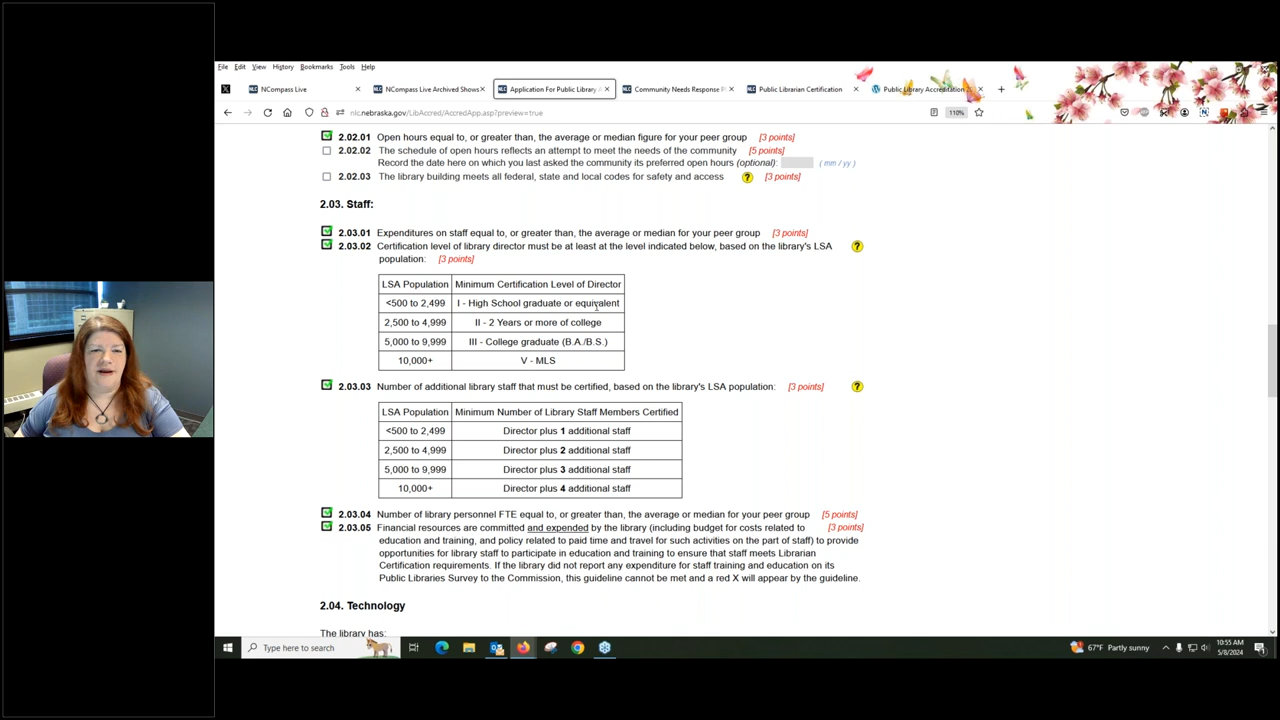 File Edit View History Bookmarks Tools Help
NCompass Live × NCompass Live Archived Shows × Application For Public Library A × Community Needs Response P × Public Librarian Certification × Public Library Accreditation 20 × +
nlc.nebraska.gov/LibAccred/AccredApp.asp?preview=true 110%
2.02.01 Open hours equal to, or greater than, the average or median figure for your peer group [3 points]
2.02.02 The schedule of open hours reflects an attempt to meet the needs of the community [5 points]
Record the date here on which you last asked the community its preferred open hours (optional): (mm / yy)
2.02.03 The library building meets all federal, state and local codes for safety and access ? [3 points]
2.03. Staff:
2.03.01 Expenditures on staff equal to, or greater than, the average or median for your peer group [3 points]
2.03.02 Certification level of library director must be at least at the level indicated below, based on the library's LSA ?
population: [3 points]
LSA Population Minimum Certification Level of Director
<500 to 2,499 I - High School graduate or equivalent
2,500 to 4,999 II - 2 Years or more of college
5,000 to 9,999 III - College graduate (B.A./B.S.)
10,000+ V - MLS
2.03.03 Number of additional library staff that must be certified, based on the library's LSA population: [3 points] ?
LSA Population Minimum Number of Library Staff Members Certified
<500 to 2,499 Director plus 1 additional staff
2,500 to 4,999 Director plus 2 additional staff
5,000 to 9,999 Director plus 3 additional staff
10,000+ Director plus 4 additional staff
2.03.04 Number of library personnel FTE equal to, or greater than, the average or median for your peer group [5 points]
2.03.05 Financial resources are committed and expended by the library (including budget for costs related to [3 points]
education and training, and policy related to paid time and travel for such activities on the part of staff) to provide
opportunities for library staff to participate in education and training to ensure that staff meets Librarian
Certification requirements. If the library did not report any expenditure for staff training and education on its
Public Libraries Survey to the Commission, this guideline cannot be met and a red X will appear by the guideline.
2.04. Technology
The library has:
Type here to search 67°F Partly sunny 10:55 AM
5/8/2024